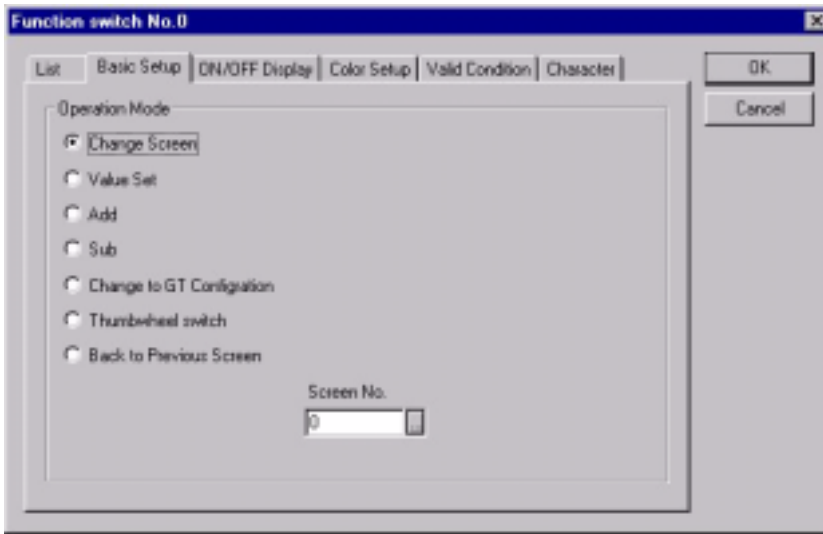 Function switch No.0
List Basic Setup ON/OFF Display Color Setup Valid Condition Character
OK
Cancel
Operation Mode
Change Screen
Value Set
Add
Sub
Change to GT Configration
Thumbwheel switch
Back to Previous Screen
Screen No.
0